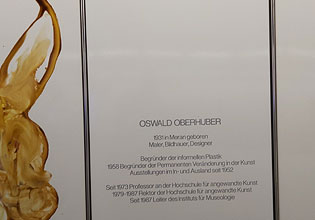 OSWALD OBERHUBER
1931 in Meran geboren
Maler, Bildhauer, Designer
Begründer der informellen Plastik
1958 Begründer der Permanenten Veränderung in der Kunst
Ausstellungen im In- und Ausland seit 1952
Seit 1973 Professor an der Hochschule für angewandte Kunst
1979-1987 Rektor der Hochschule für angewandte Kunst
Seit 1987 Leiter des Instituts für Museologie